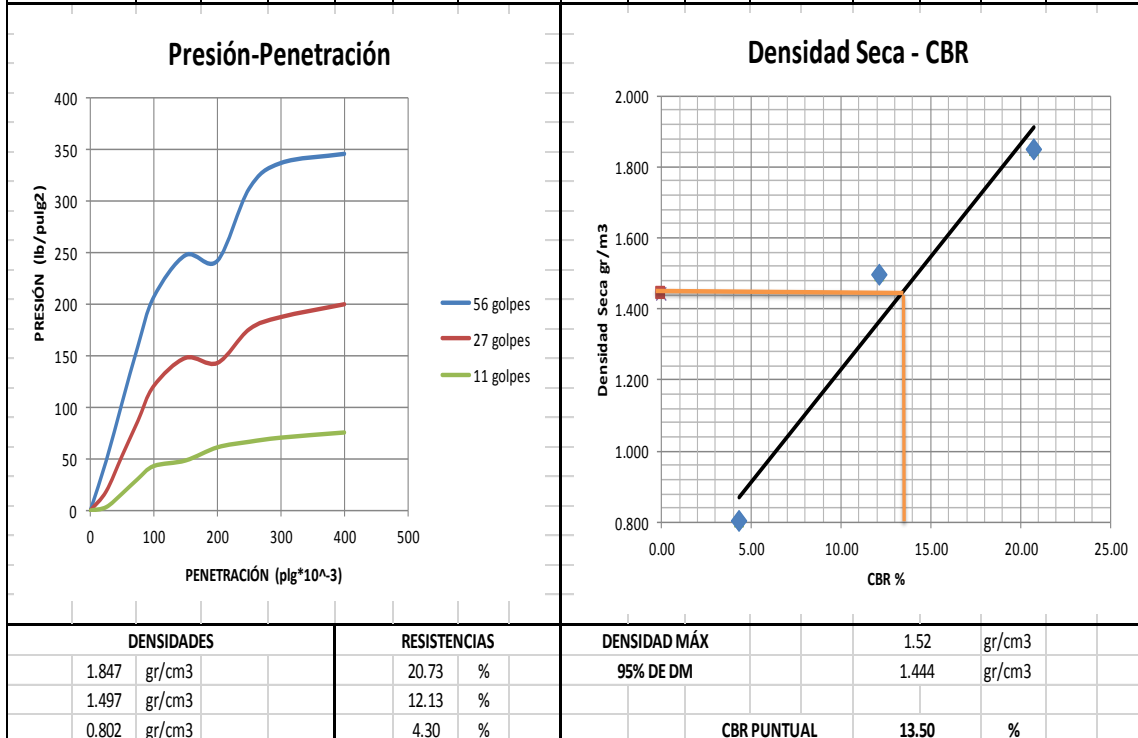 Presión-Penetración
PRESIÓN (lb/pulg2)
400
350
300
250
200
150
100
50
0
0 100 200 300 400 500
PENETRACIÓN (plg*10^-3)
56 golpes
27 golpes
11 golpes
Densidad Seca - CBR
Densidad Seca gr/m3
2.000
1.800
1.600
1.400
1.200
1.000
0.800
0.00 5.00 10.00 15.00 20.00 25.00
CBR %
DENSIDADES RESISTENCIAS DENSIDAD MÁX 1.52 gr/cm3
1.847 gr/cm3 20.73 % 95% DE DM 1.444 gr/cm3
1.497 gr/cm3 12.13 %
0.802 gr/cm3 4.30 % CBR PUNTUAL 13.50 %